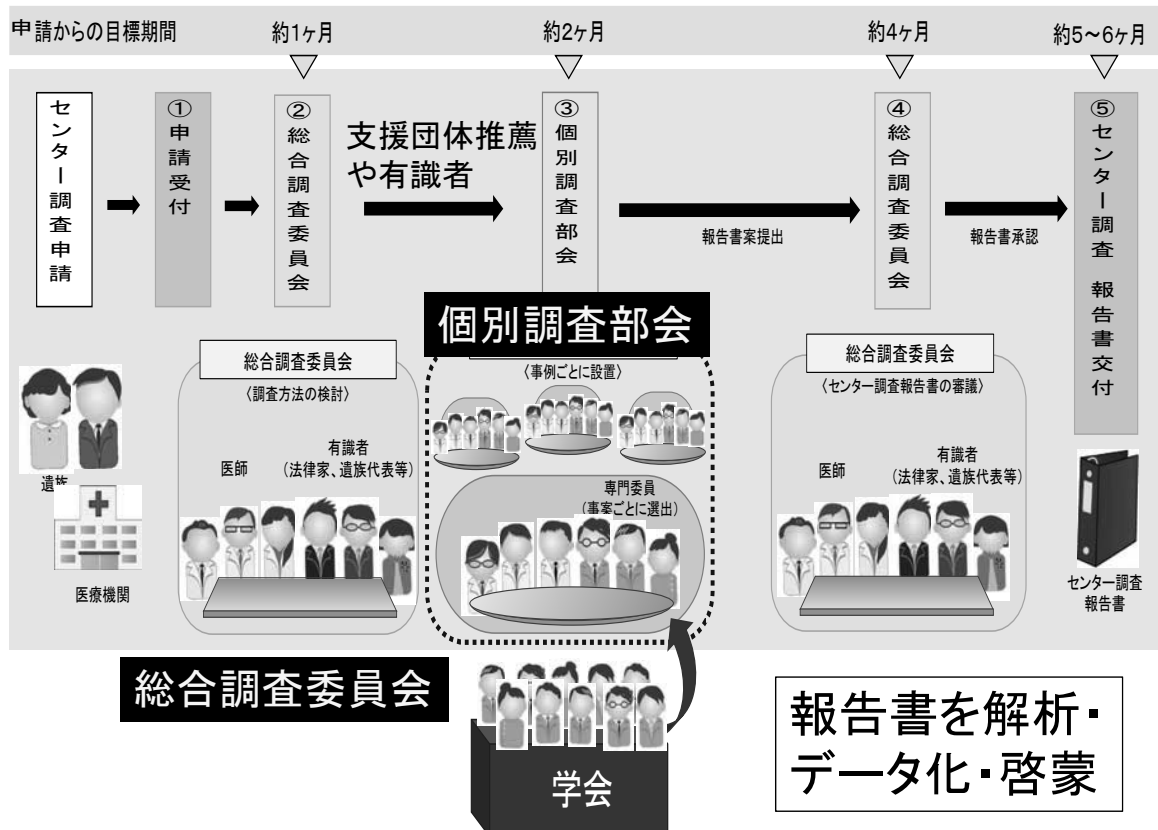 申請からの目標期間
約1ヶ月
約2ヶ月
約4ヶ月
約5～6ヶ月
センター調査申請
①申請受付
②総合調査委員会
支援団体推薦
や有識者
③個別調査部会
報告書案提出
④総合調査委員会
報告書承認
⑤センター調査 報告書交付
遺族
医療機関
総合調査委員会
〈調査方法の検討〉
医師
有識者
（法律家、遺族代表等）
個別調査部会
〈事例ごとに設置〉
専門委員
（事案ごとに選出）
総合調査委員会
〈センター調査報告書の審議〉
医師
有識者
（法律家、遺族代表等）
センター調査
報告書
総合調査委員会
学会
報告書を解析・
データ化・啓蒙